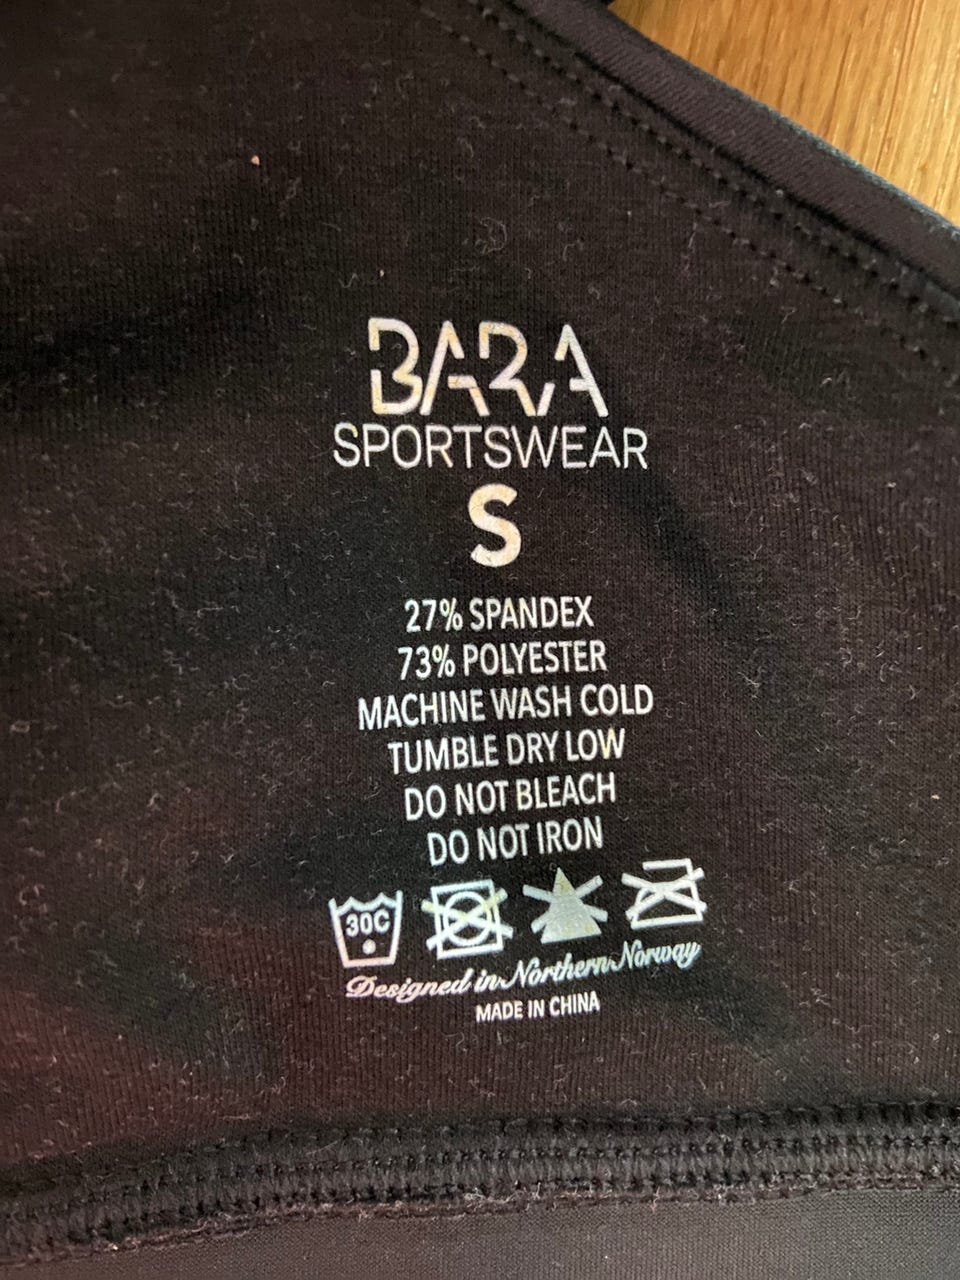 BARA
SPORTSWEAR
S
27% SPANDEX
73% POLYESTER
MACHINE WASH COLD
TUMBLE DRY LOW
DO NOT BLEACH
DO NOT IRON
30C
Designed in Northern Norway
MADE IN CHINA